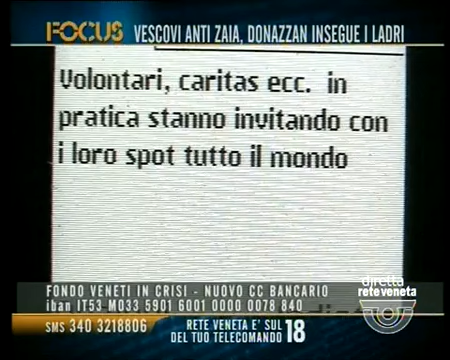 FOCUS VESCOVI ANTI ZAIA, DONAZZAN INSEGUE I LADRI
Volontari, caritas ecc. in
pratica stanno invitando con
i loro spot tutto il mondo
diretta
reteveneta
FONDO VENETI IN CRISI - NUOVO CC BANCARIO
iban IT53 M033 5901 6001 0000 0078 840
SMS 340 3218806
RETE VENETA E' SUL
DEL TUO TELECOMANDO 18